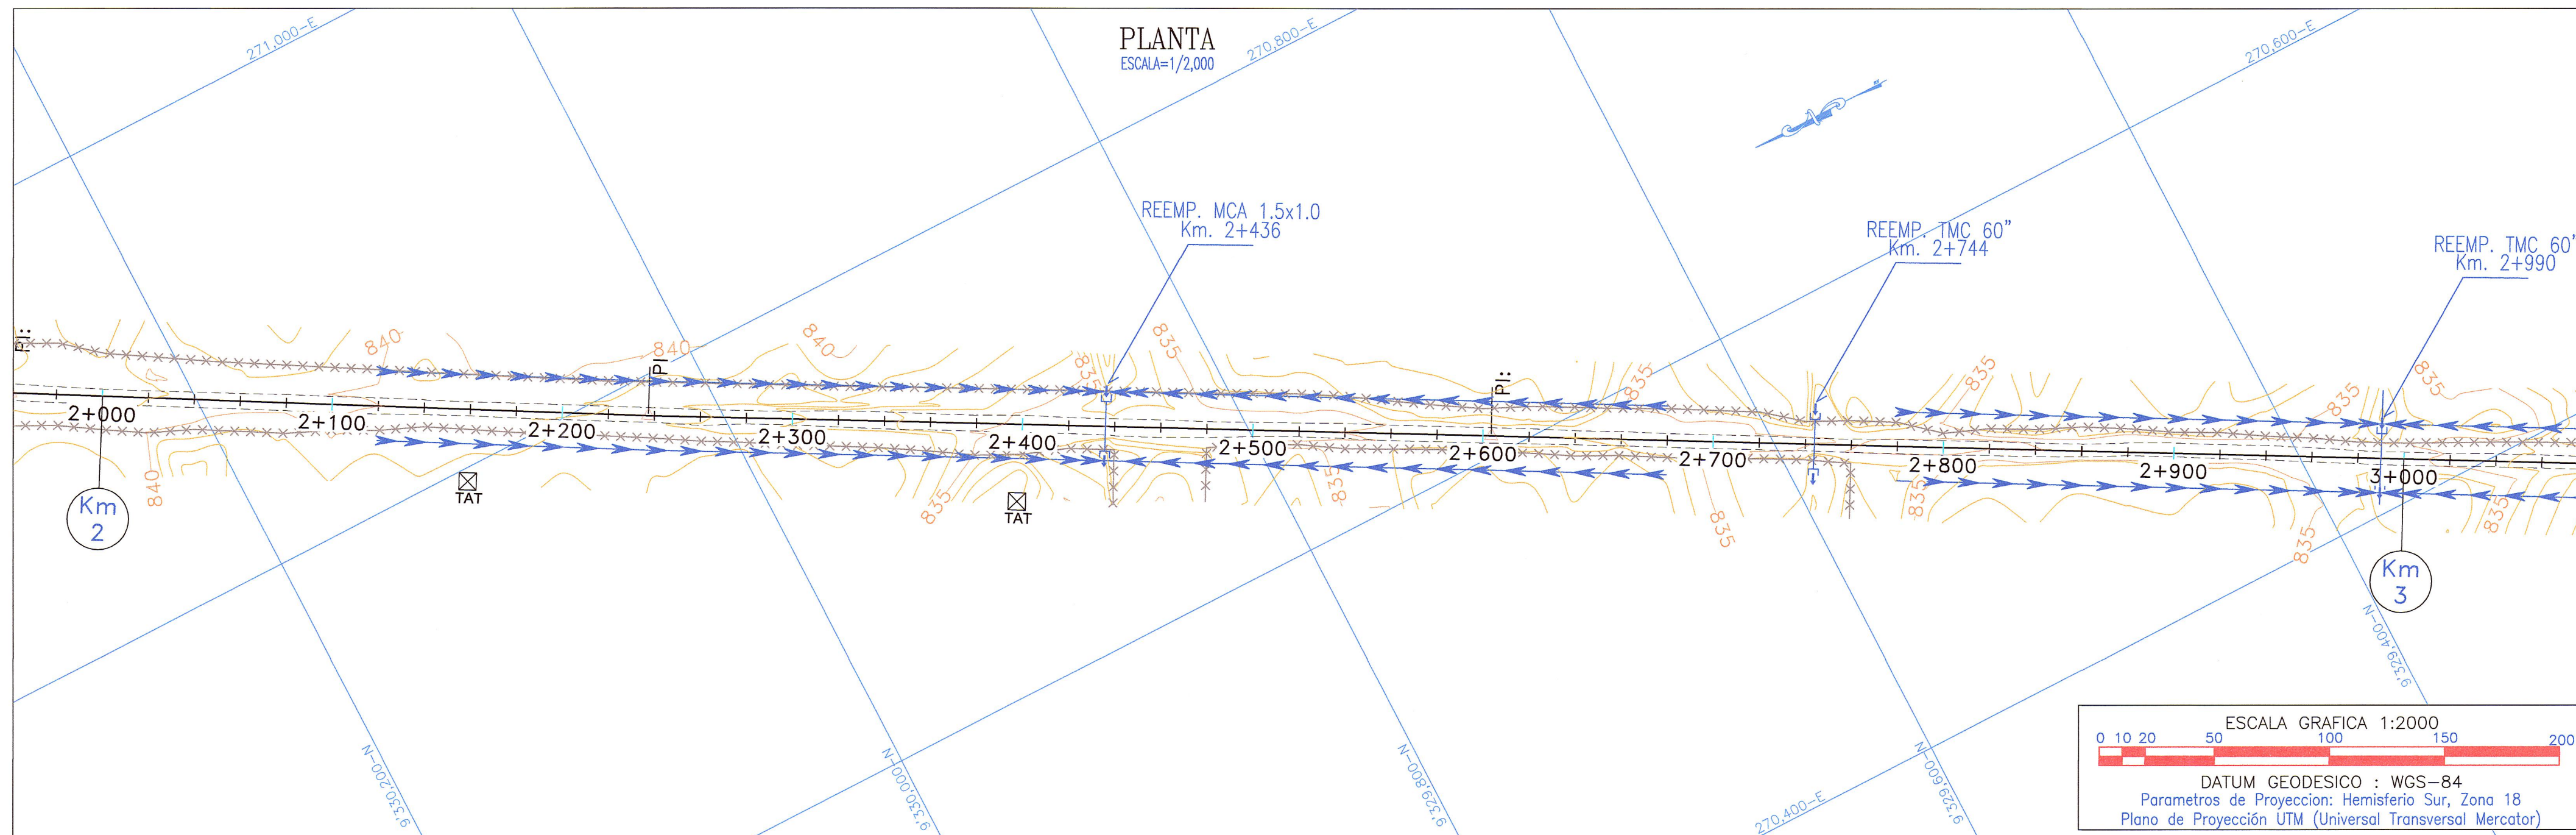 PLANTA
ESCALA=1/2,000
271,000-E
270,800-E
270,600-E
REEMP. MCA 1.5x1.0
Km. 2+436
REEMP. TMC 60"
Km. 2+744
REEMP. TMC 60"
Km. 2+990
PI:
840
PI
840
840
835
835
PI:
835
835
835
835
2+000
2+100
2+200
2+300
2+400
2+500
2+600
2+700
2+800
2+900
3+000
840
TAT
835
TAT
835
835
835
835
835
Km
2
Km
3
9'330,200-N
9'330,000-N
9'329,800-N
9'329,600-N
9'329,400-N
270,400-E
ESCALA GRAFICA 1:2000
0 10 20 50 100 150 200
DATUM GEODESICO : WGS-84
Parametros de Proyeccion: Hemisferio Sur, Zona 18
Plano de Proyección UTM (Universal Transversal Mercator)